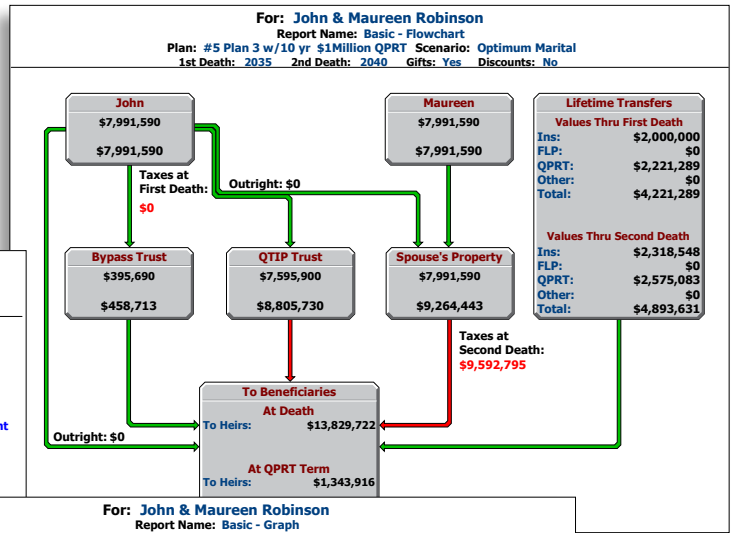 For: John & Maureen Robinson
Report Name: Basic - Flowchart
Plan: #5 Plan 3 w/10 yr $1Million QPRT Scenario: Optimum Marital
1st Death: 2035 2nd Death: 2040 Gifts: Yes Discounts: No
John
$7,991,590
$7,991,590
Maureen
$7,991,590
$7,991,590
Lifetime Transfers
Values Thru First Death
Ins: $2,000,000
FLP: $0
QPRT: $2,221,289
Other: $0
Total: $4,221,289
Values Thru Second Death
Ins: $2,318,548
FLP: $0
QPRT: $2,575,083
Other: $0
Total: $4,893,631
Taxes at
First Death:
$0
Outright: $0
Bypass Trust
$395,690
$458,713
QTIP Trust
$7,595,900
$8,805,730
Spouse's Property
$7,991,590
$9,264,443
Taxes at
Second Death:
$9,592,795
To Beneficiaries
At Death
To Heirs: $13,829,722
Outright: $0
At QPRT Term
To Heirs: $1,343,916
nt
For: John & Maureen Robinson
Report Name: Basic - Graph